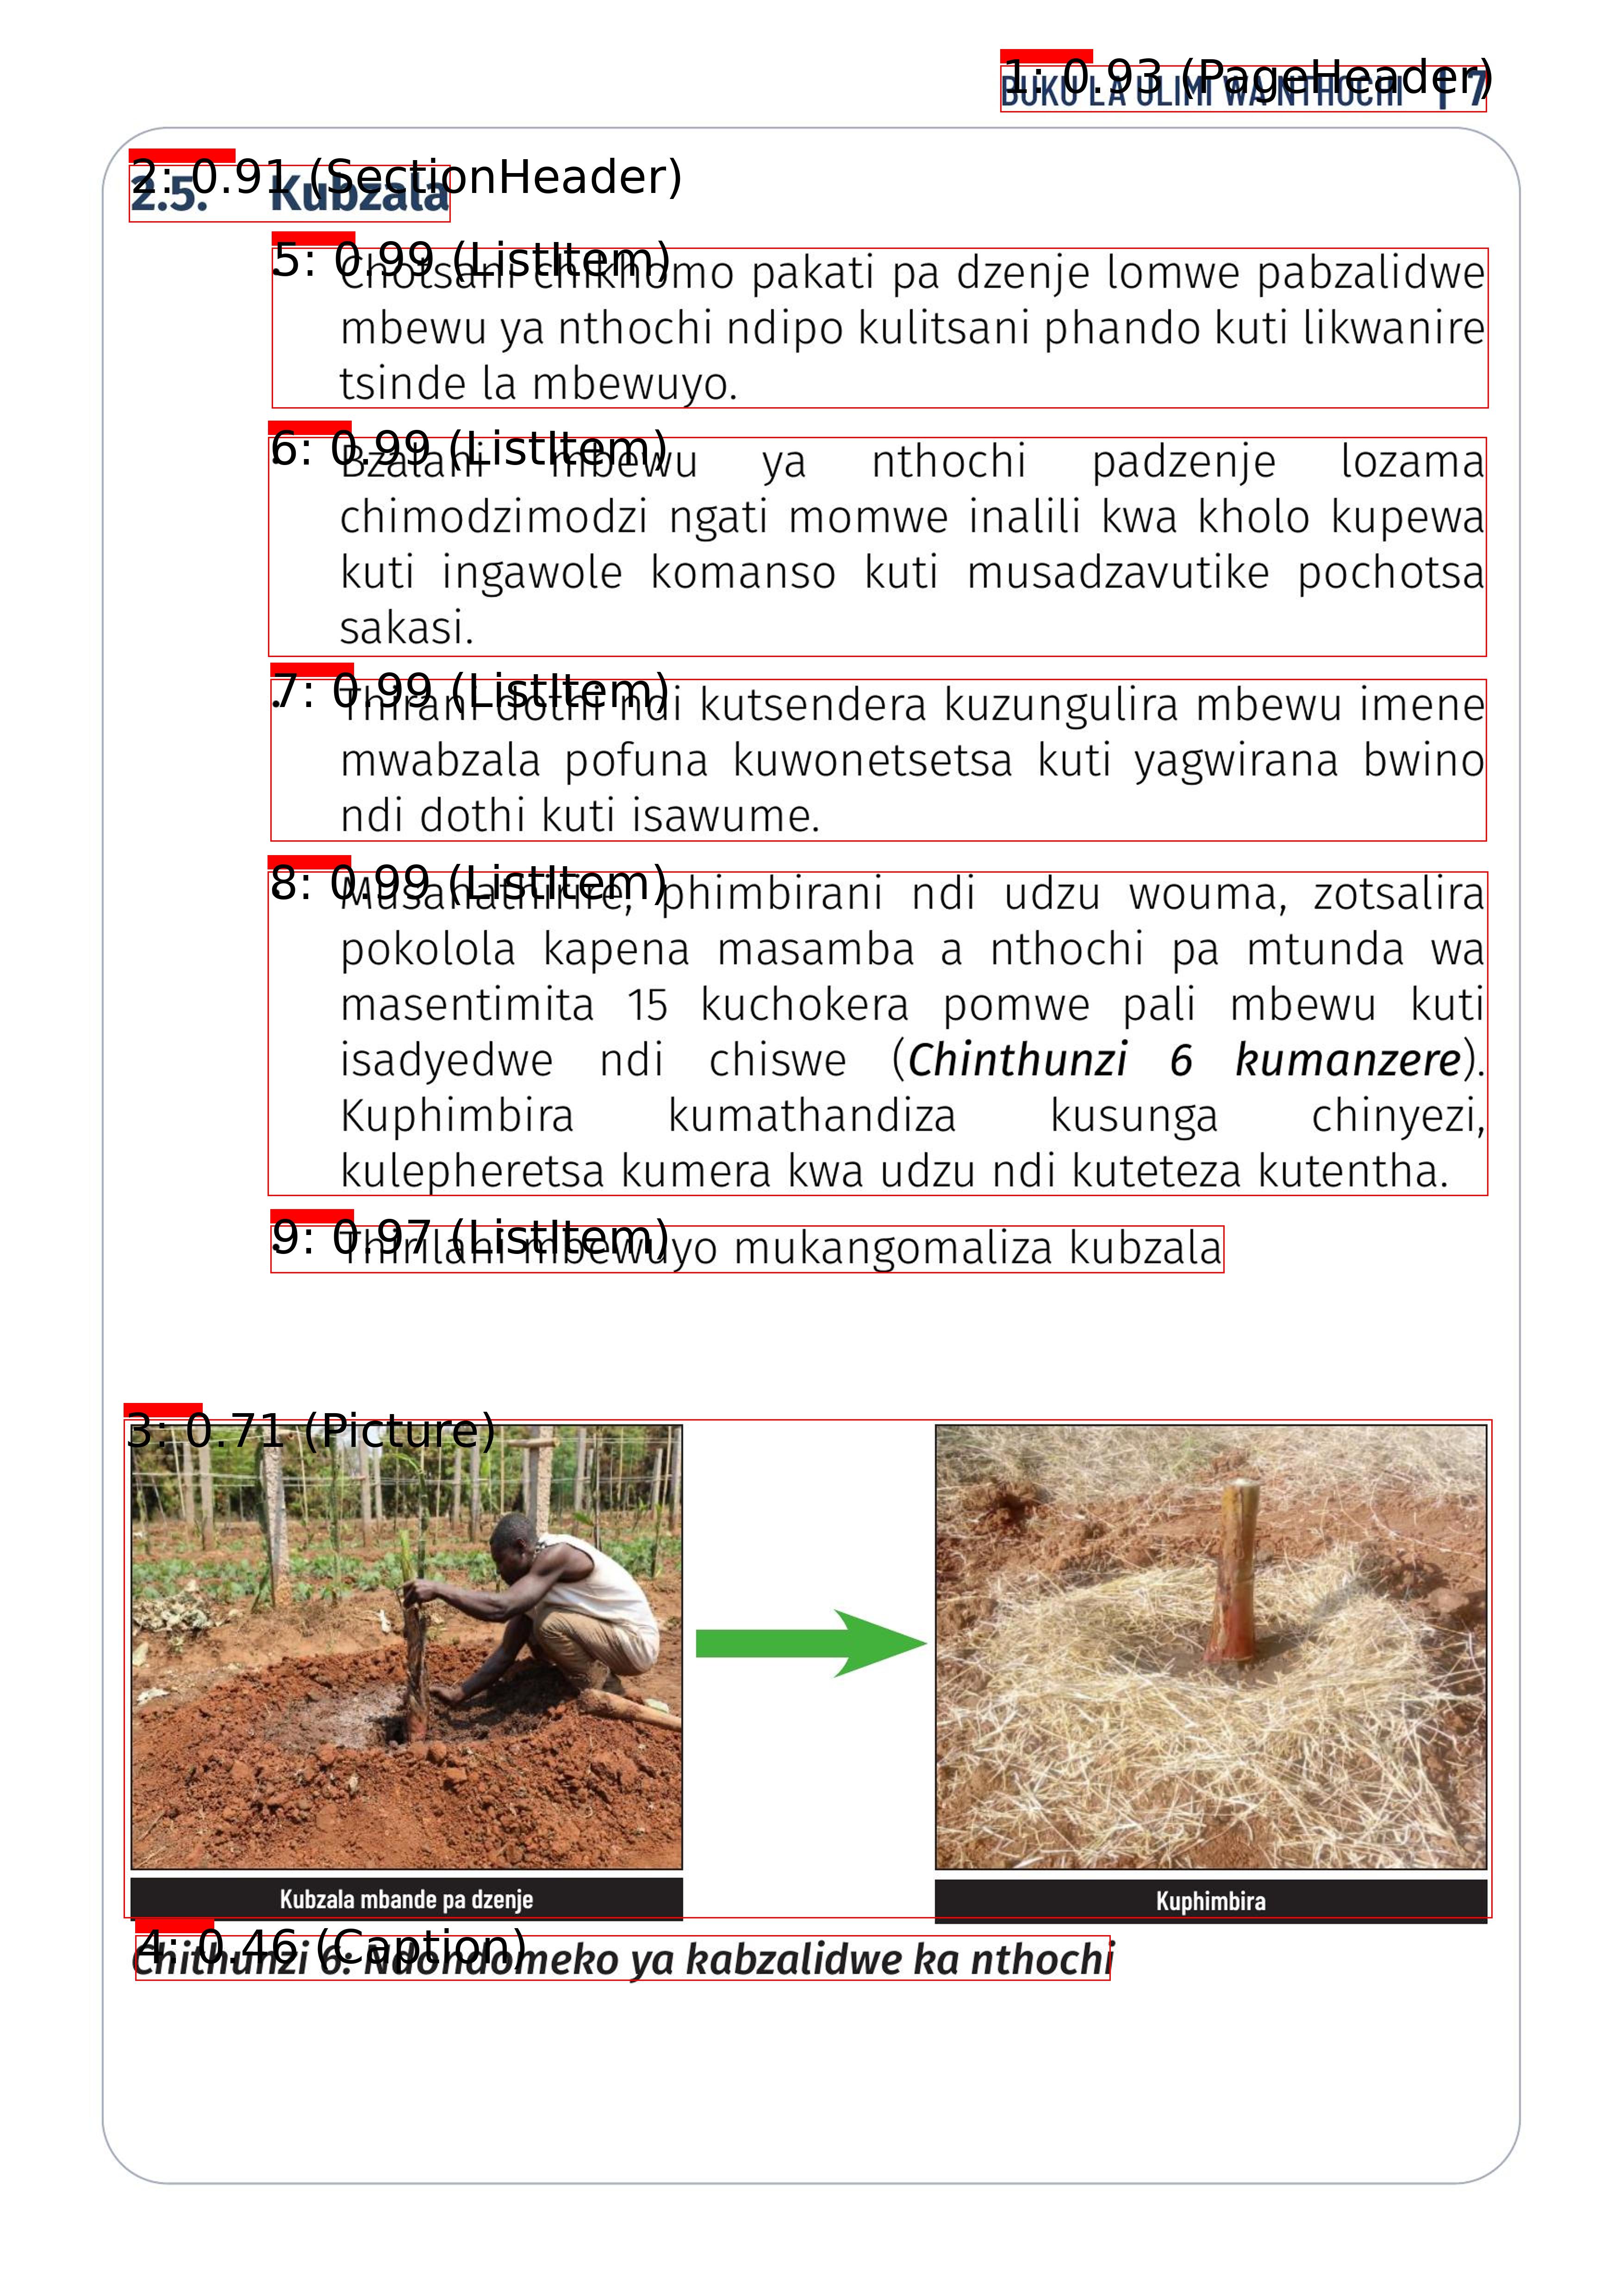 1: 0.93 (PageHeader)
BUKU LA ULIMI WA NTHOCHI | 7
2: 0.91 (SectionHeader)
2.5. Kubzala
5: 0.99 (ListItem)
Chotsani chikhomo pakati pa dzenje lomwe pabzalidwe
mbewu ya nthochi ndipo kulitsani phando kuti likwanire
tsinde la mbewuyo.
6: 0.99 (ListItem)
Bzalani mbewu ya nthochi padzenje lozama
chimodzimodzi ngati momwe inalili kwa kholo kupewa
kuti ingawole komanso kuti musadzavutike pochotsa
sakasi.
7: 0.99 (ListItem)
Thirani dothi ndi kutsendera kuzungulira mbewu imene
mwabzala pofuna kuwonetsetsa kuti yagwirana bwino
ndi dothi kuti isawume.
8: 0.99 (ListItem)
Musanathirire, phimbirani ndi udzu wouma, zotsalira
pokolola kapena masamba a nthochi pa mtunda wa
masentimita 15 kuchokera pomwe pali mbewu kuti
isadyedwe ndi chiswe (Chinthunzi 6 kumanzere).
Kuphimbira kumathandiza kusunga chinyezi,
kulepheretsa kumera kwa udzu ndi kuteteza kutentha.
9: 0.97 (ListItem)
Thirilani mbewuyo mukangomaliza kubzala
3: 0.71 (Picture)
Kubzala mbande pa dzenje
Kuphimbira
4: 0.46 (Caption)
Chithunzi 6: Ndondomeko ya kabzalidwe ka nthochi